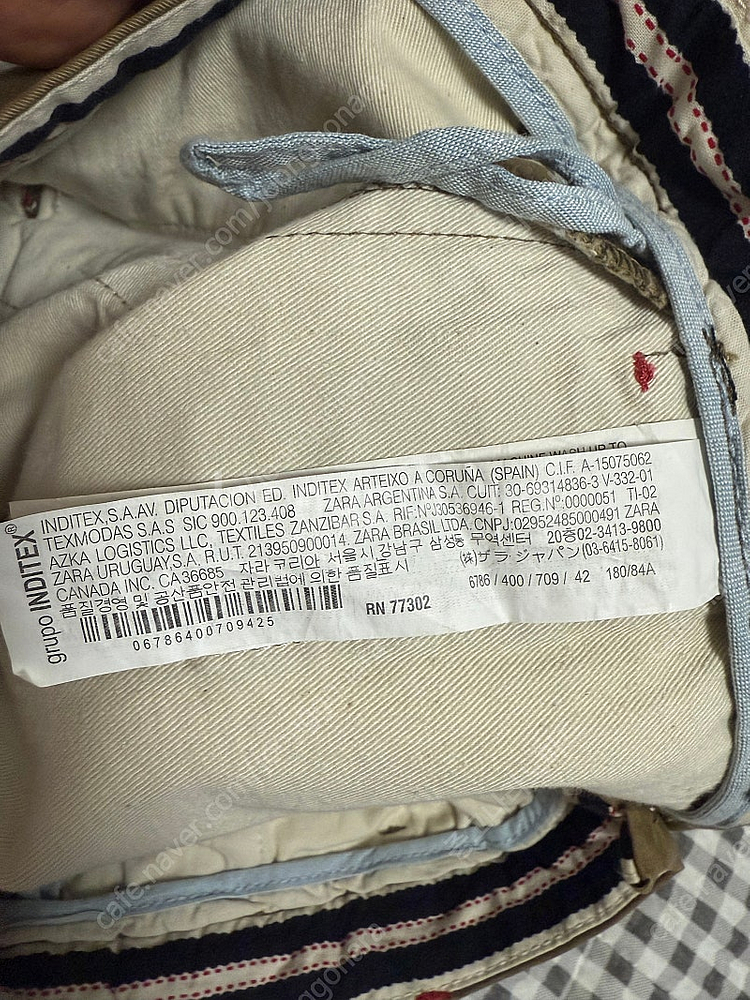 MACHINE WASH UP TO
grupo INDITEX®
INDITEX,S.A.AV. DIPUTACION ED. INDITEX ARTEIXO A CORUÑA (SPAIN) C.I.F. A-15075062
TEXMODAS S.A.S SIC 900.123.408 ZARA ARGENTINA S.A. CUIT: 30-69314836-3 V-332-01
AZKA LOGISTICS LLC, TEXTILES ZANZIBAR S.A. RIF:Nº J30536946-1 REG.Nº:0000051 TI-02
ZARA URUGUAY,S.A. R.U.T. 213950900014. ZARA BRASIL LTDA. CNPJ:02952485000491 ZARA
CANADA INC. CA36685 자라 코리아 서울시 강남구 삼성동 무역센터 20층 02-3413-9800
품질경영 및 공산품안전 관리법에 의한 품질표시 ㈱ザラ ジャパン(03-6415-8061)
06786400709425
RN 77302
6786 / 400 / 709 / 42 180/84A
cafe.naver.com/joonggonara